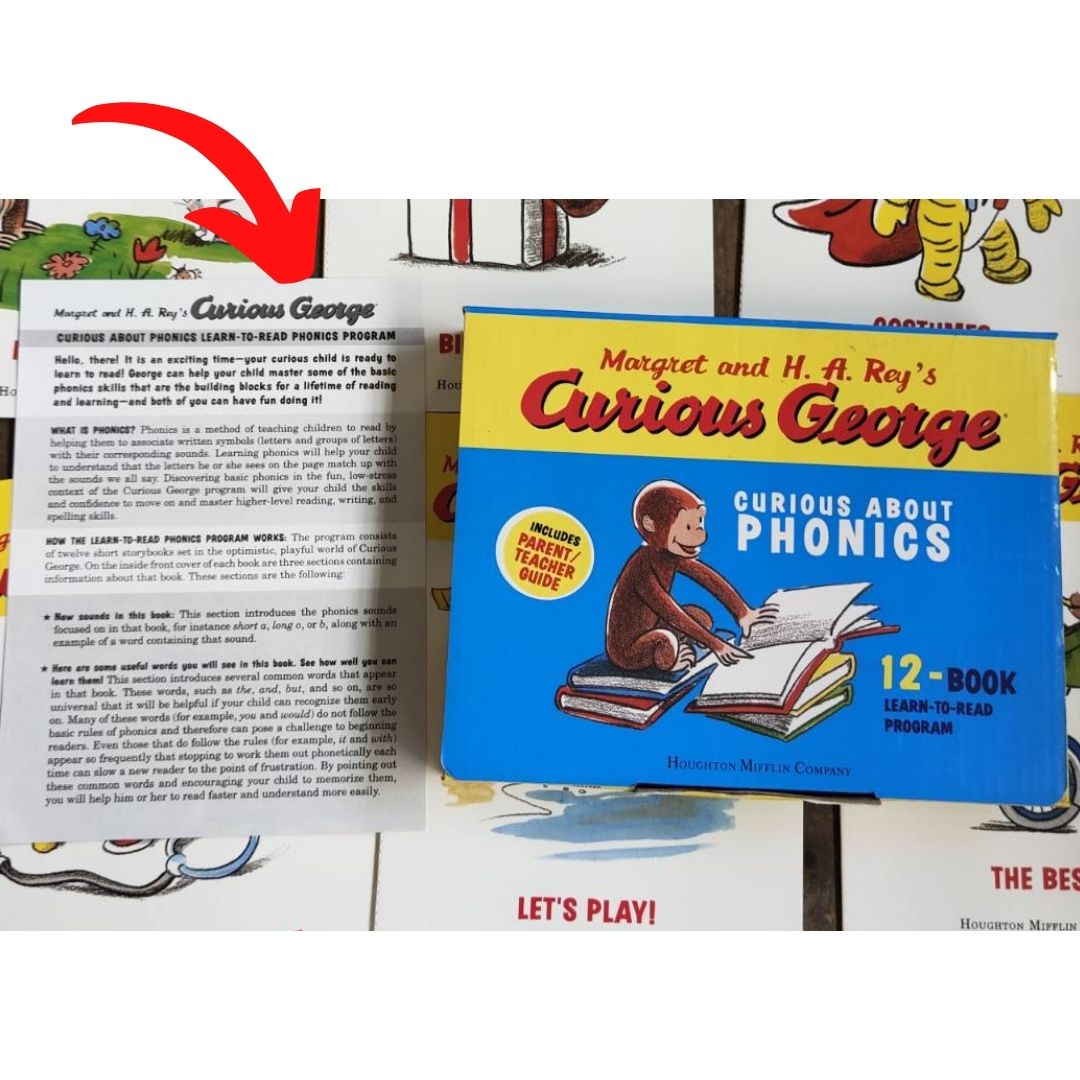 Margret and H. A. Rey's Curious George
CURIOUS ABOUT PHONICS LEARN-TO-READ PHONICS PROGRAM
Hello, there! It is an exciting time—your curious child is ready to
learn to read! George can help your child master some of the basic
phonics skills that are the building blocks for a lifetime of reading
and learning—and both of you can have fun doing it!
WHAT IS PHONICS? Phonics is a method of teaching children to read by
helping them to associate written symbols (letters and groups of letters)
with their corresponding sounds. Learning phonics will help your child
to understand that the letters he or she sees on the page match up with
the sounds we all say. Discovering basic phonics in the fun, low-stress
context of the Curious George program will give your child the skills
and confidence to move on and master higher-level reading, writing, and
spelling skills.
HOW THE LEARN-TO-READ PHONICS PROGRAM WORKS: The program consists
of twelve short storybooks set in the optimistic, playful world of Curious
George. On the inside front cover of each book are three sections containing
information about that book. These sections are the following:
★ New sounds in this book: This section introduces the phonics sounds
focused on in that book, for instance short a, long o, or b, along with an
example of a word containing that sound.
★ Here are some useful words you will see in this book. See how well you can
learn them! This section introduces several common words that appear
in that book. These words, such as the, and, but, and so on, are so
universal that it will be helpful if your child can recognize them early
on. Many of these words (for example, you and would) do not follow the
basic rules of phonics and therefore can pose a challenge to beginning
readers. Even those that do follow the rules (for example, it and with)
appear so frequently that stopping to work them out phonetically each
time can slow a new reader to the point of frustration. By pointing out
these common words and encouraging your child to memorize them,
you will help him or her to read faster and understand more easily.
Margret and H. A. Rey's
Curious George
CURIOUS ABOUT
PHONICS
INCLUDES
PARENT/
TEACHER
GUIDE
12-BOOK
LEARN-TO-READ
PROGRAM
HOUGHTON MIFFLIN COMPANY
COSTUMES
LET'S PLAY!
THE BES
HOUGHTON MIFFLIN